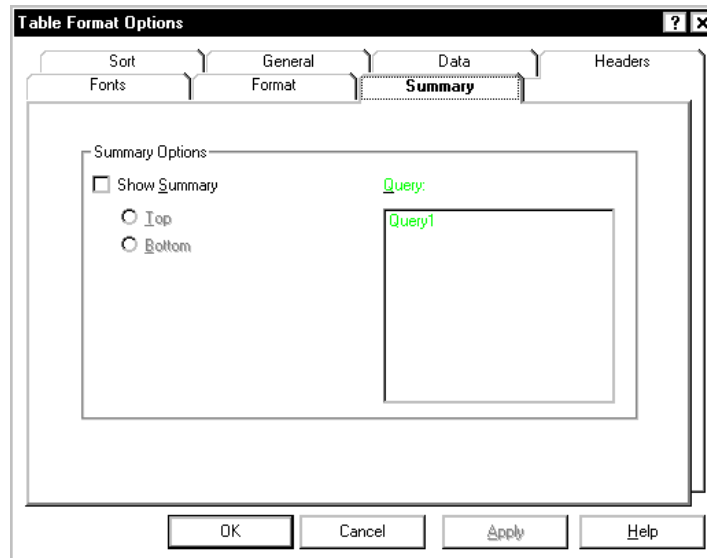 Table Format Options
Sort General Data Headers
Fonts Format Summary
Summary Options
Show Summary Query:
Top Query1
Bottom
OK Cancel Apply Help